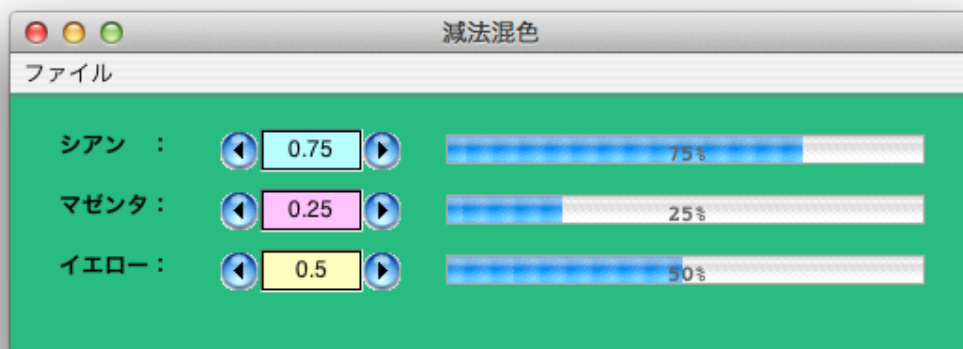 減法混色
ファイル
シアン : 0.75 75%
マゼンタ : 0.25 25%
イエロー : 0.5 50%